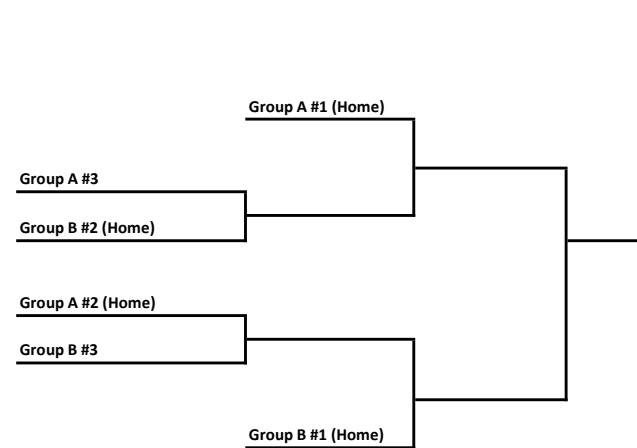 Group A #1 (Home)
Group A #3
Group B #2 (Home)
Group A #2 (Home)
Group B #3
Group B #1 (Home)